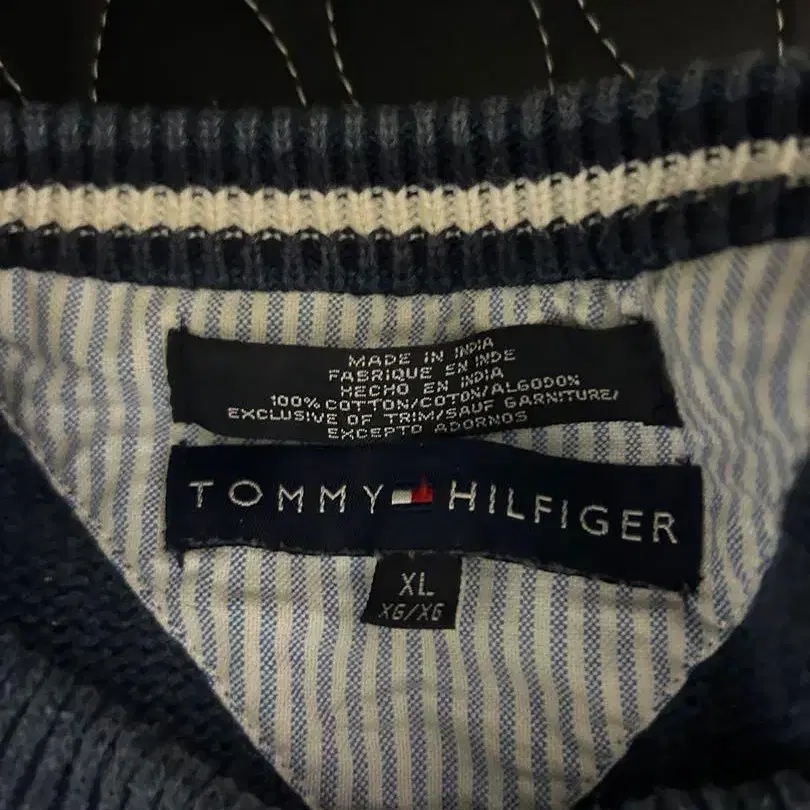 MADE IN INDIA
FABRIQUE EN INDE
HECHO EN INDIA
100% COTTON/COTON/ALGODON
EXCLUSIVE OF TRIM/SAUF GARNITURE/
EXCEPTO ADORNOS
TOMMY HILFIGER
XL
XG/XG